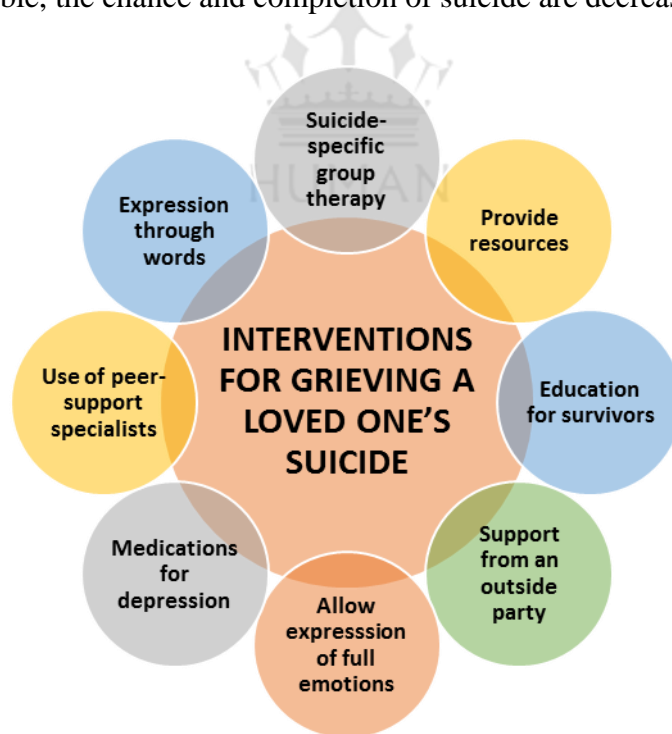 ble, the chance and completion of suicide are decreas
HUMAN
Suicide-
specific
group
therapy
Provide
resources
Education
for survivors
Support
from an
outside
party
Allow
expresssion
of full
emotions
Medications
for
depression
Use of peer-
support
specialists
Expression
through
words
INTERVENTIONS
FOR GRIEVING A
LOVED ONE'S
SUICIDE